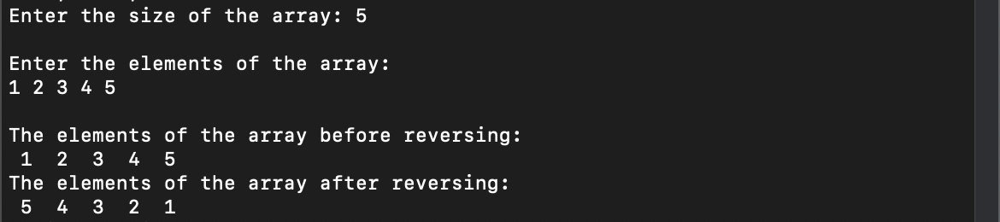 Enter the size of the array: 5
Enter the elements of the array:
1 2 3 4 5
The elements of the array before reversing:
1  2  3  4  5
The elements of the array after reversing:
5  4  3  2  1